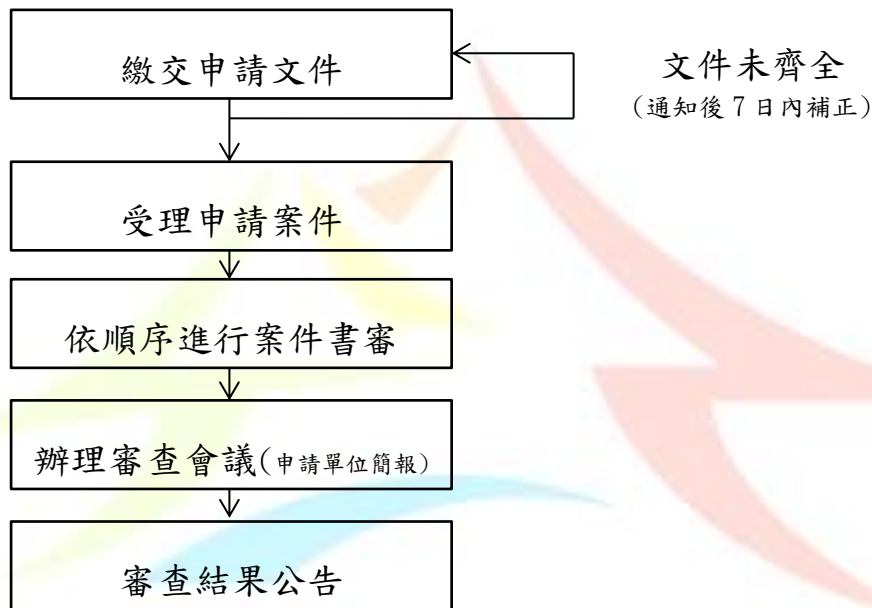 繳交申請文件
文件未齊全
(通知後 7 日內補正)
受理申請案件
依順序進行案件書審
辦理審查會議(申請單位簡報)
審查結果公告